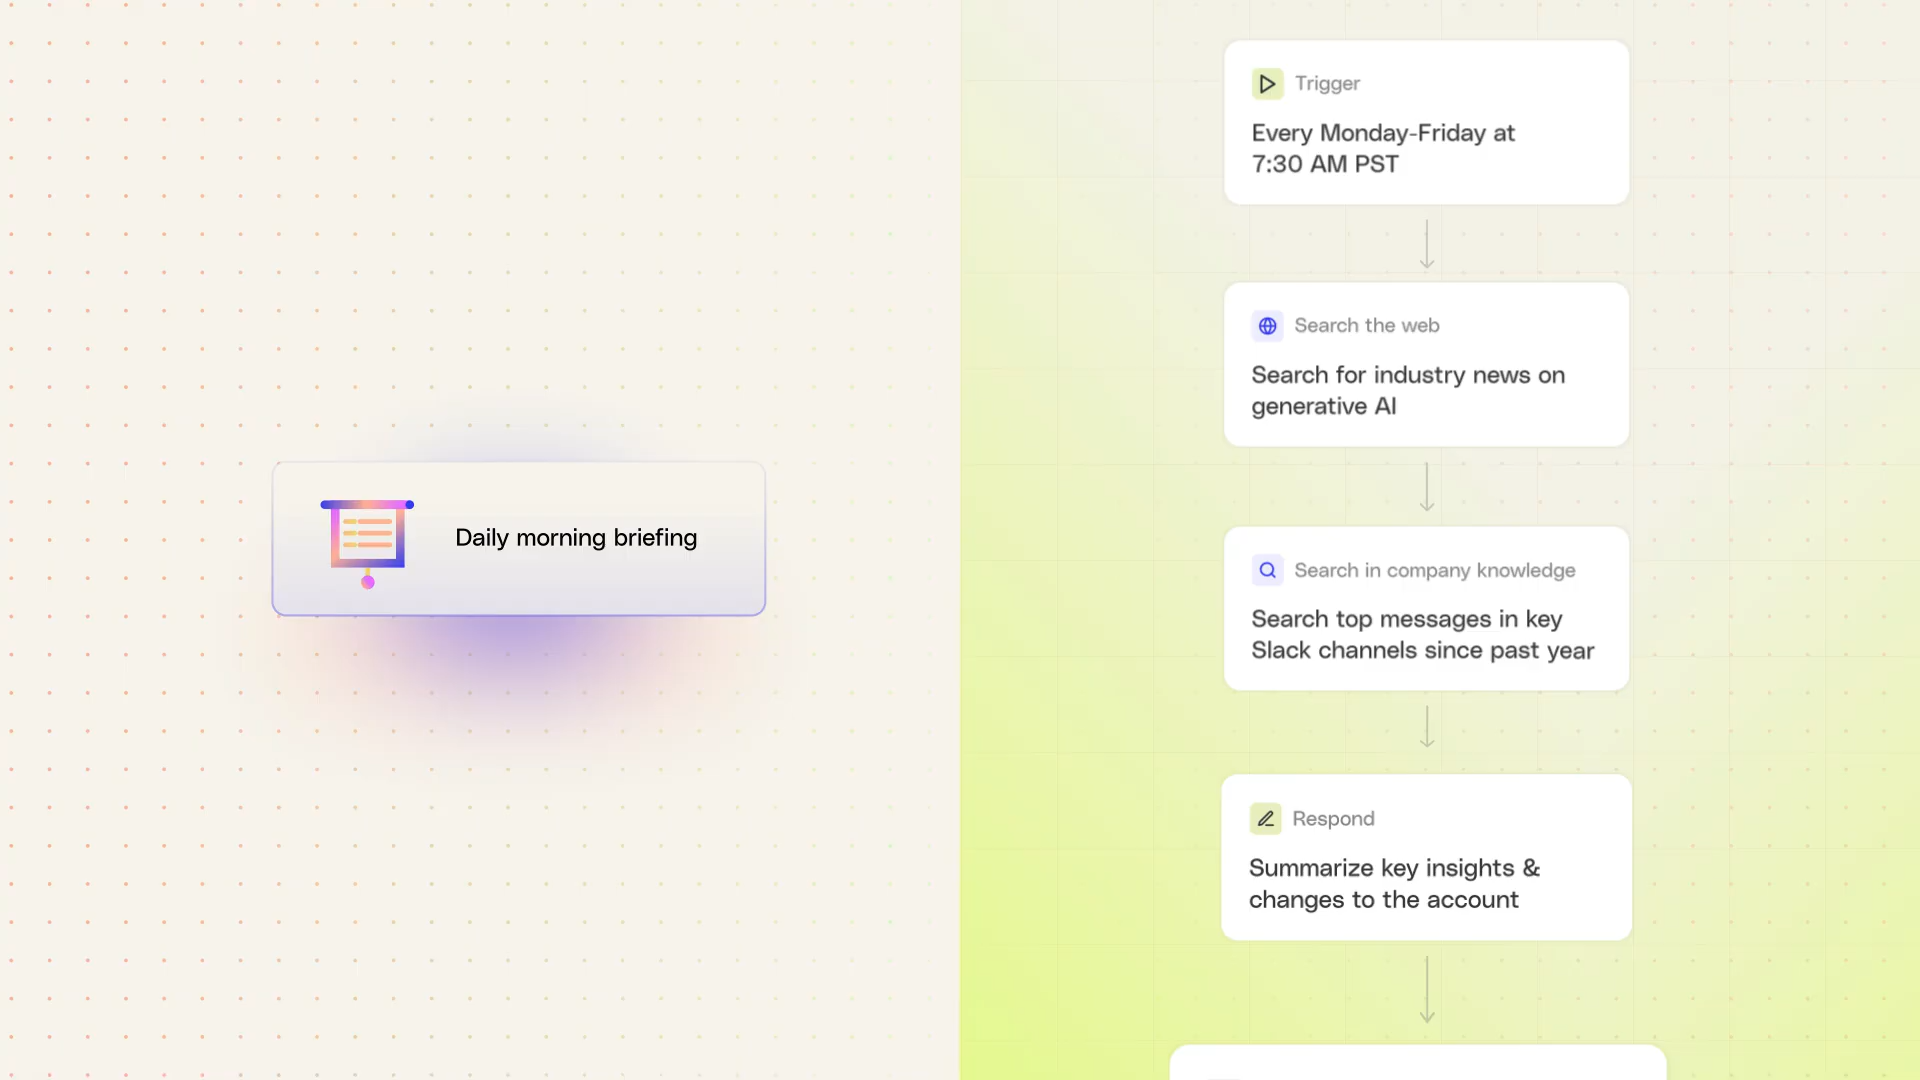 Daily morning briefing
Trigger
Every Monday-Friday at
7:30 AM PST
Search the web
Search for industry news on
generative AI
Search in company knowledge
Search top messages in key
Slack channels since past year
Respond
Summarize key insights &
changes to the account